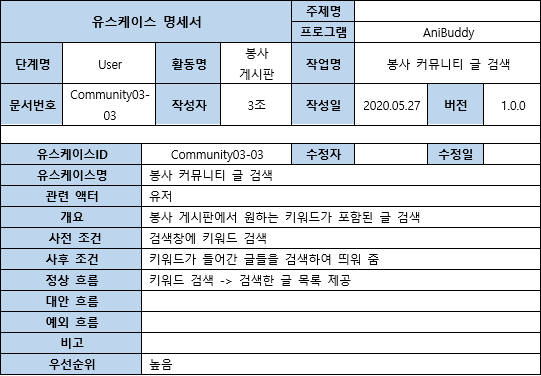 유스케이스 명세서 주제명
프로그램 AniBuddy
단계명 User 활동명 봉사
게시판 작업명 봉사 커뮤니티 글 검색
문서번호 Community03-
03 작성자 3조 작성일 2020.05.27 버전 1.0.0
유스케이스ID Community03-03 수정자 수정일
유스케이스명 봉사 커뮤니티 글 검색
관련 액터 유저
개요 봉사 게시판에서 원하는 키워드가 포함된 글 검색
사전 조건 검색창에 키워드 검색
사후 조건 키워드가 들어간 글들을 검색하여 띄워 줌
정상 흐름 키워드 검색 -> 검색한 글 목록 제공
대안 흐름
예외 흐름
비고
우선순위 높음